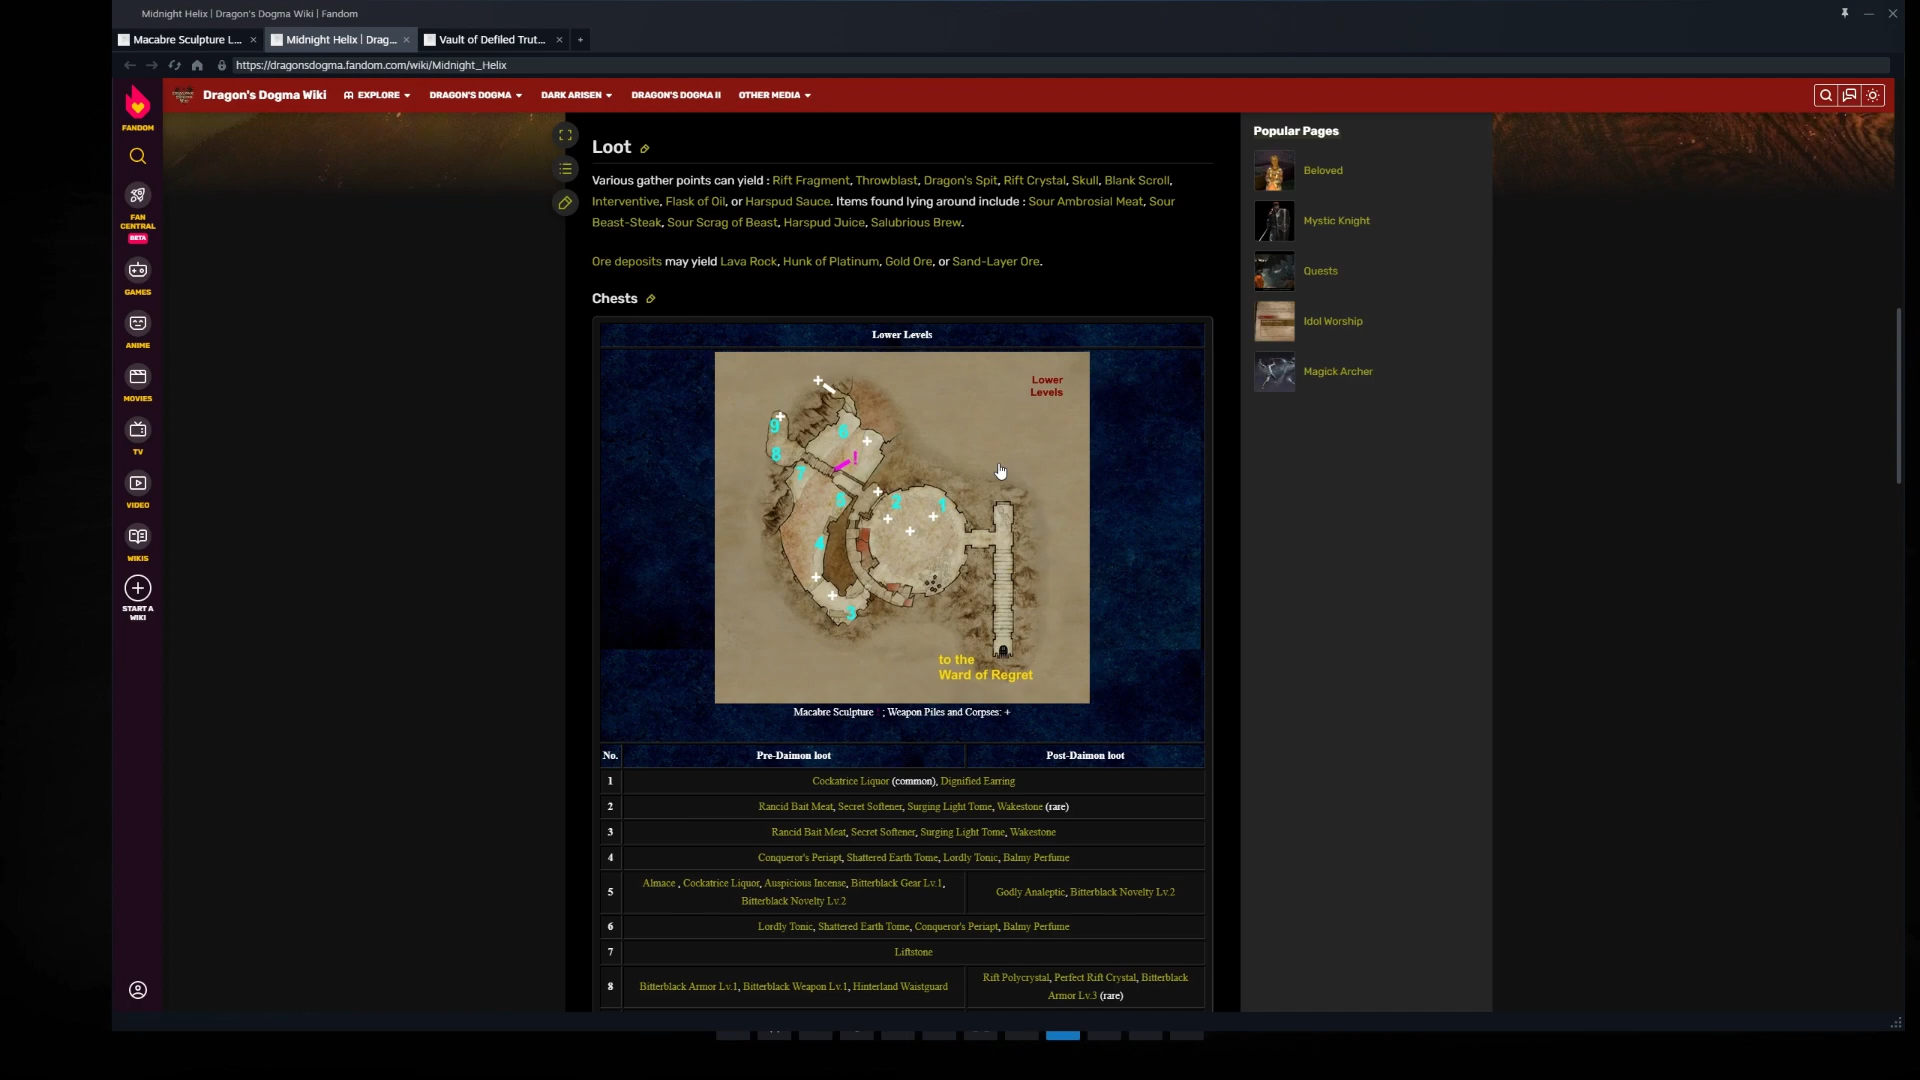 Midnight Helix | Dragon's Dogma Wiki | Fandom
Macabre Sculpture L...
Midnight Helix | Drag...
Vault of Defiled Trut...
https://dragonsdogma.fandom.com/wiki/Midnight_Helix
Dragon's Dogma Wiki
EXPLORE
DRAGON'S DOGMA
DARK ARISEN
DRAGON'S DOGMA II
OTHER MEDIA
FANDOM
FAN
CENTRAL
BETA
GAMES
ANIME
MOVIES
TV
VIDEO
WIKIS
START A
WIKI
Loot
Various gather points can yield : Rift Fragment, Throwblast, Dragon's Spit, Rift Crystal, Skull, Blank Scroll,
Interventive, Flask of Oil, or Harspud Sauce. Items found lying around include : Sour Ambrosial Meat, Sour
Beast-Steak, Sour Scrag of Beast, Harspud Juice, Salubrious Brew.
Ore deposits may yield Lava Rock, Hunk of Platinum, Gold Ore, or Sand-Layer Ore.
Chests
Lower Levels
Lower
Levels
9
6
8
!
7
5
2
1
4
3
to the
Ward of Regret
Macabre Sculpture ! ; Weapon Piles and Corpses: +
No.
Pre-Daimon loot
Post-Daimon loot
1
Cockatrice Liquor (common), Dignified Earring
2
Rancid Bait Meat, Secret Softener, Surging Light Tome, Wakestone (rare)
3
Rancid Bait Meat, Secret Softener, Surging Light Tome, Wakestone
4
Conqueror's Periapt, Shattered Earth Tome, Lordly Tonic, Balmy Perfume
5
Almace , Cockatrice Liquor, Auspicious Incense, Bitterblack Gear Lv.1,
Bitterblack Novelty Lv.2
Godly Analeptic, Bitterblack Novelty Lv.2
6
Lordly Tonic, Shattered Earth Tome, Conqueror's Periapt, Balmy Perfume
7
Liftstone
8
Bitterblack Armor Lv.1, Bitterblack Weapon Lv.1, Hinterland Waistguard
Rift Polycrystal, Perfect Rift Crystal, Bitterblack
Armor Lv.3 (rare)
Popular Pages
Beloved
Mystic Knight
Quests
Idol Worship
Magick Archer